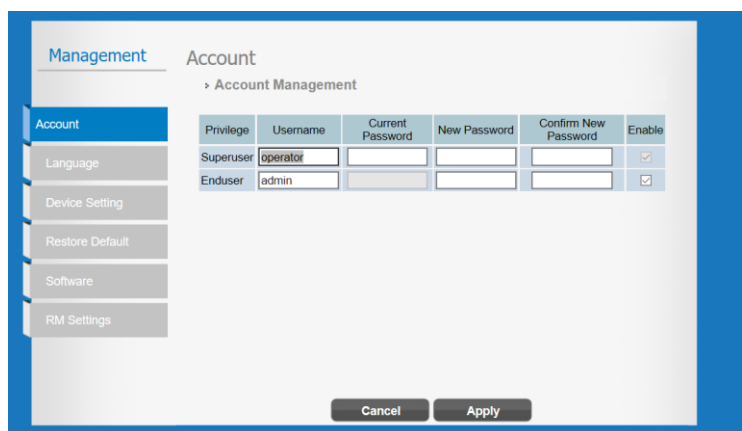 Management
Account
› Account Management
Account
Language
Device Setting
Restore Default
Software
RM Settings
Privilege Username Current Password New Password Confirm New Password Enable
Superuser operator
Enduser admin
Cancel Apply